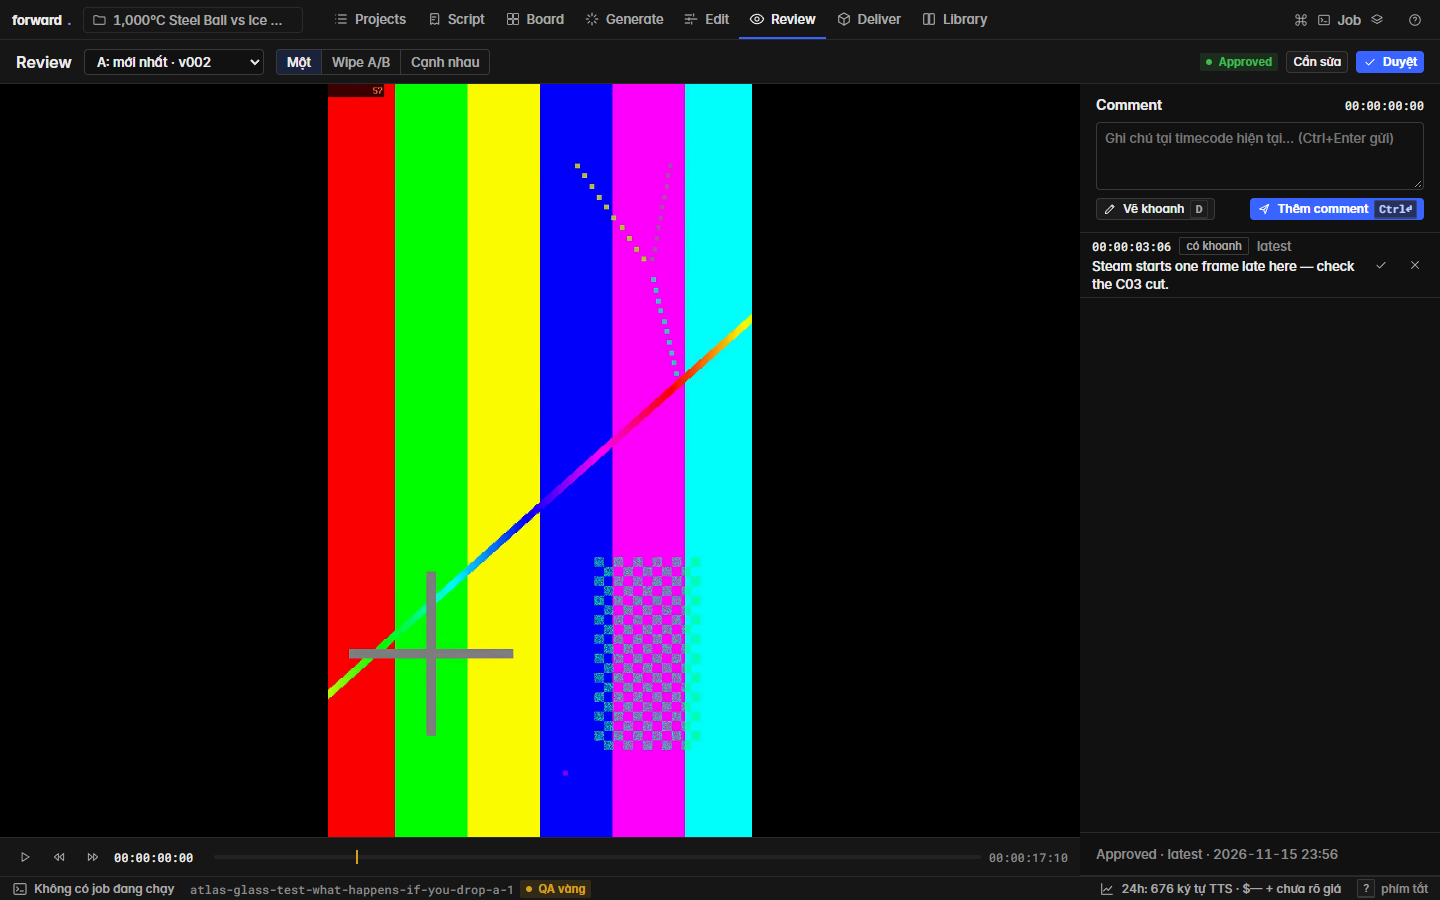 forward .
1,000°C Steel Ball vs Ice ...
Projects
Script
Board
Generate
Edit
Review
Deliver
Library
Job
Review
A: mới nhất · v002
Một
Wipe A/B
Cạnh nhau
Approved
Cần sửa
Duyệt
57
Comment
00:00:00:00
Ghi chú tại timecode hiện tại... (Ctrl+Enter gửi)
Vẽ khoanh D
Thêm comment Ctrl↵
00:00:03:06 có khoanh latest
Steam starts one frame late here — check
the C03 cut.
00:00:00:00
00:00:17:10
Approved · latest · 2026-11-15 23:56
Không có job đang chạy
atlas-glass-test-what-happens-if-you-drop-a-1
QA vàng
24h: 676 ký tự TTS · $— + chưa rõ giá
? phím tắt